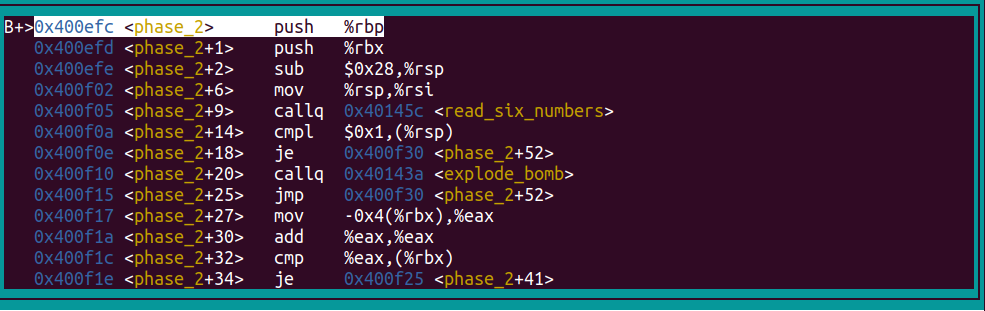 B+>0x400efc <phase_2>      push   %rbp
0x400efd <phase_2+1>    push   %rbx
0x400efe <phase_2+2>    sub    $0x28,%rsp
0x400f02 <phase_2+6>    mov    %rsp,%rsi
0x400f05 <phase_2+9>    callq  0x40145c <read_six_numbers>
0x400f0a <phase_2+14>   cmpl   $0x1,(%rsp)
0x400f0e <phase_2+18>   je     0x400f30 <phase_2+52>
0x400f10 <phase_2+20>   callq  0x40143a <explode_bomb>
0x400f15 <phase_2+25>   jmp    0x400f30 <phase_2+52>
0x400f17 <phase_2+27>   mov    -0x4(%rbx),%eax
0x400f1a <phase_2+30>   add    %eax,%eax
0x400f1c <phase_2+32>   cmp    %eax,(%rbx)
0x400f1e <phase_2+34>   je     0x400f25 <phase_2+41>